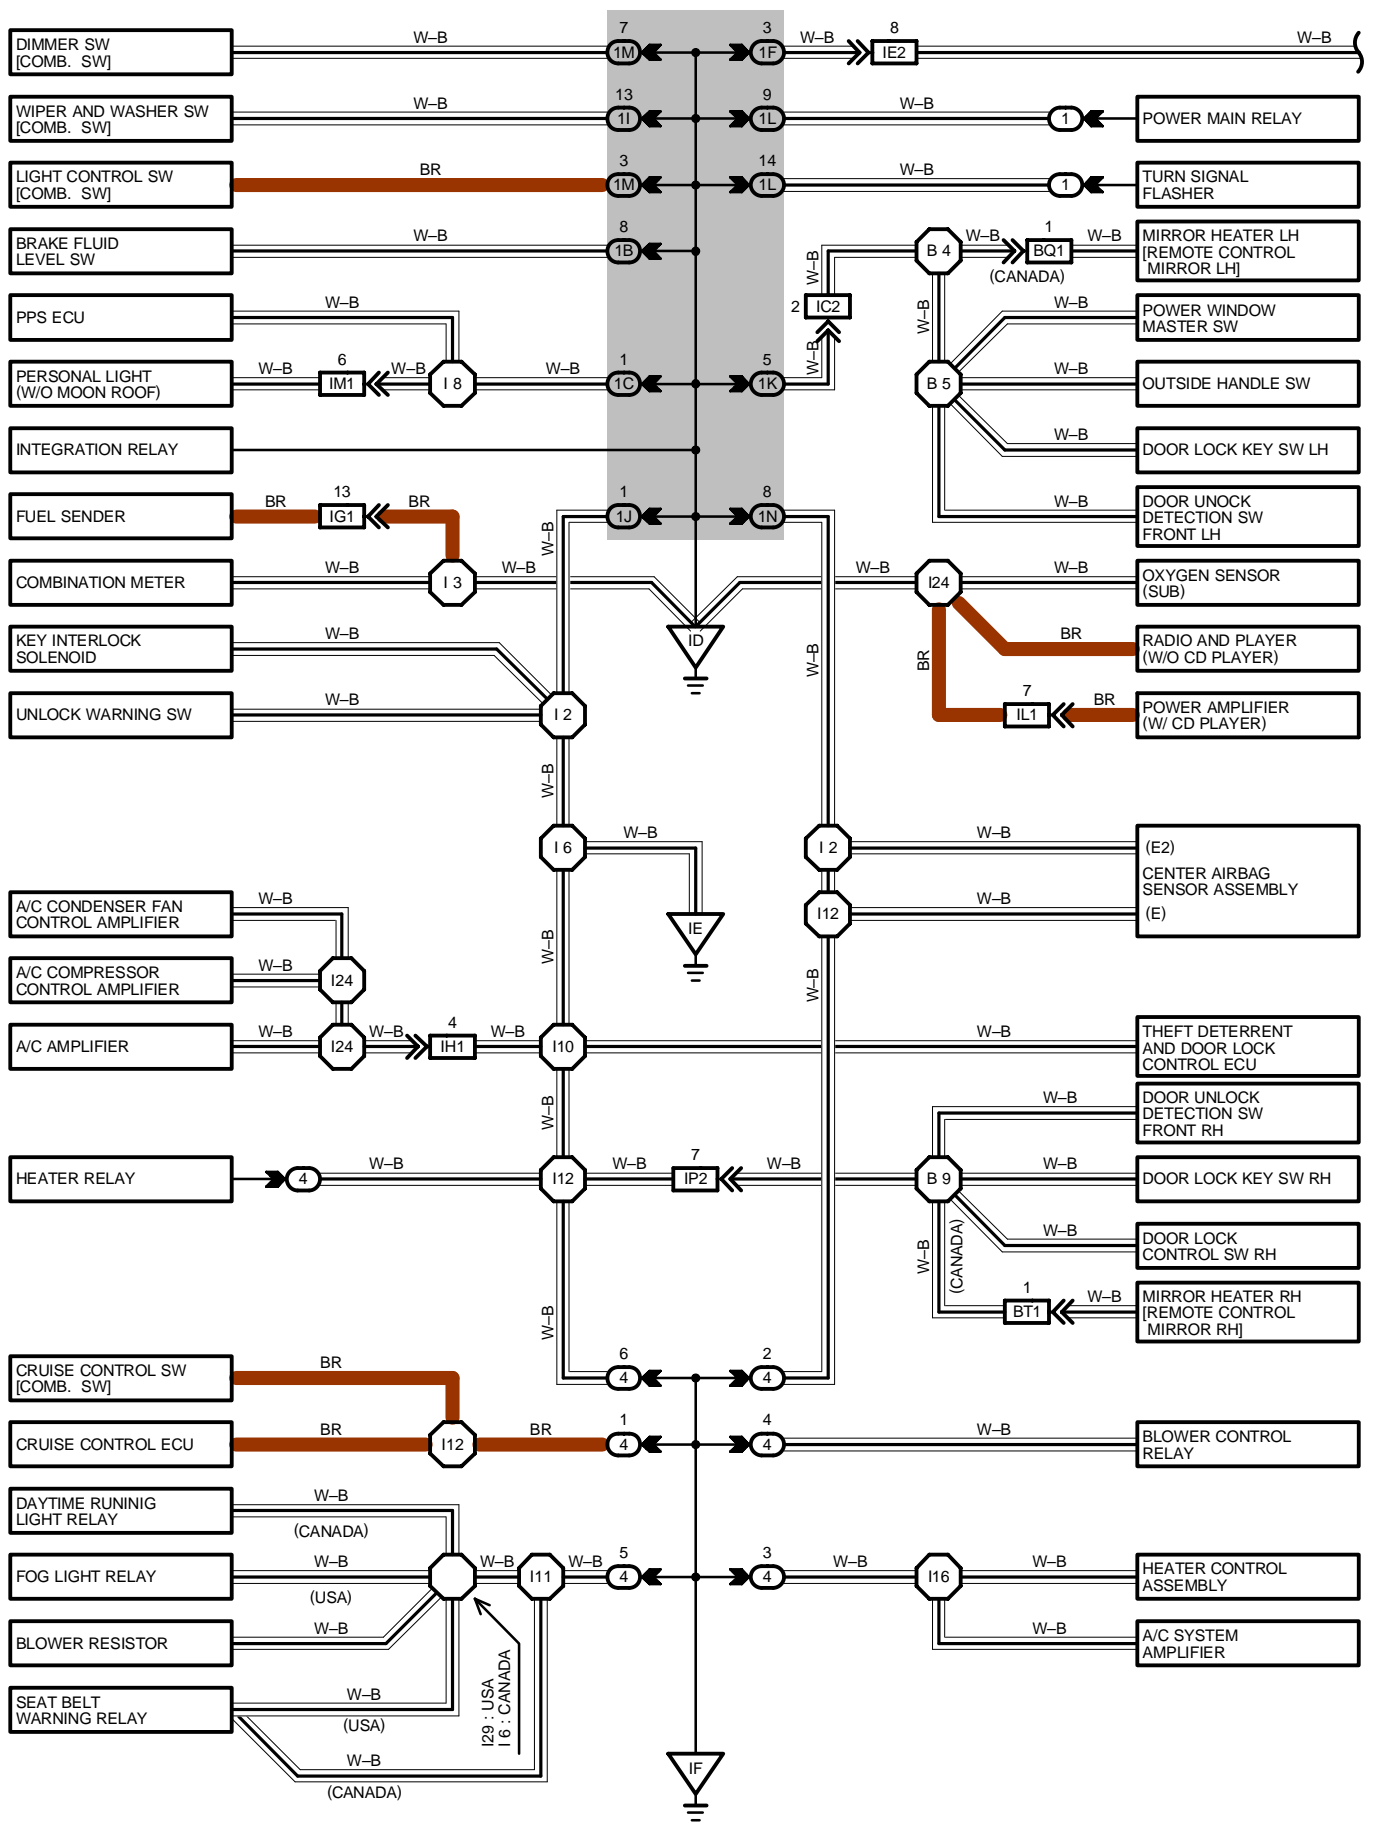 DIMMER SW
[COMB. SW]
W–B
7
1M
3
1F
W–B
8
IE2
W–B
WIPER AND WASHER SW
[COMB. SW]
W–B
13
1I
9
1L
W–B
1
POWER MAIN RELAY
LIGHT CONTROL SW
[COMB. SW]
BR
3
1M
14
1L
W–B
1
TURN SIGNAL
FLASHER
BRAKE FLUID
LEVEL SW
W–B
8
1B
W–B
B 4
W–B
1
BQ1
(CANADA)
W–B
MIRROR HEATER LH
[REMOTE CONTROL
MIRROR LH]
PPS ECU
W–B
2
IC2
W–B
W–B
W–B
POWER WINDOW
MASTER SW
PERSONAL LIGHT
(W/O MOON ROOF)
W–B
6
IM1
W–B
I 8
W–B
1
1C
5
1K
B 5
W–B
OUTSIDE HANDLE SW
INTEGRATION RELAY
W–B
DOOR LOCK KEY SW LH
FUEL SENDER
BR
13
IG1
BR
1
1J
W–B
8
1N
W–B
DOOR UNOCK
DETECTION SW
FRONT LH
COMBINATION METER
W–B
I 3
W–B
W–B
I24
W–B
OXYGEN SENSOR
(SUB)
KEY INTERLOCK
SOLENOID
W–B
ID
W–B
BR
BR
RADIO AND PLAYER
(W/O CD PLAYER)
UNLOCK WARNING SW
W–B
I 2
7
IL1
BR
POWER AMPLIFIER
(W/ CD PLAYER)
W–B
I 6
W–B
I 2
W–B
(E2)
CENTER AIRBAG
SENSOR ASSEMBLY
(E)
A/C CONDENSER FAN
CONTROL AMPLIFIER
W–B
IE
I12
W–B
W–B
W–B
A/C COMPRESSOR
CONTROL AMPLIFIER
W–B
I24
A/C AMPLIFIER
W–B
I24
W–B
4
IH1
W–B
I10
W–B
THEFT DETERRENT
AND DOOR LOCK
CONTROL ECU
W–B
W–B
DOOR UNLOCK
DETECTION SW
FRONT RH
HEATER RELAY
4
W–B
I12
W–B
7
IP2
W–B
B 9
W–B
DOOR LOCK KEY SW RH
W–B
(CANADA)
W–B
DOOR LOCK
CONTROL SW RH
W–B
1
BT1
W–B
MIRROR HEATER RH
[REMOTE CONTROL
MIRROR RH]
CRUISE CONTROL SW
[COMB. SW]
BR
6
4
2
4
CRUISE CONTROL ECU
BR
I12
BR
1
4
4
4
W–B
BLOWER CONTROL
RELAY
DAYTIME RUNINIG
LIGHT RELAY
W–B
(CANADA)
FOG LIGHT RELAY
W–B
(USA)
W–B
I11
W–B
5
4
3
4
W–B
I16
W–B
HEATER CONTROL
ASSEMBLY
BLOWER RESISTOR
W–B
I29 : USA
I 6 : CANADA
W–B
A/C SYSTEM
AMPLIFIER
SEAT BELT
WARNING RELAY
W–B
(USA)
W–B
(CANADA)
IF